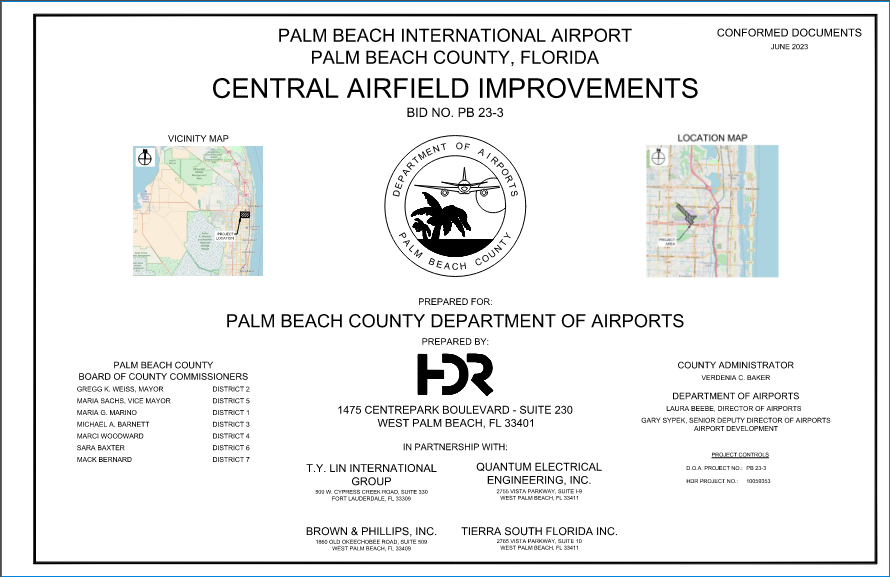 PALM BEACH INTERNATIONAL AIRPORT
PALM BEACH COUNTY, FLORIDA
CONFORMED DOCUMENTS
JUNE 2023
CENTRAL AIRFIELD IMPROVEMENTS
BID NO. PB 23-3
VICINITY MAP
PROJECT
LOCATION
DEPARTMENT OF AIRPORTS
PALM BEACH COUNTY
LOCATION MAP
PROJECT
AREA
PREPARED FOR:
PALM BEACH COUNTY DEPARTMENT OF AIRPORTS
PREPARED BY:
HDR
1475 CENTREPARK BOULEVARD - SUITE 230
WEST PALM BEACH, FL 33401
PALM BEACH COUNTY
BOARD OF COUNTY COMMISSIONERS
GREGG K. WEISS, MAYOR DISTRICT 2
MARIA SACHS, VICE MAYOR DISTRICT 5
MARIA G. MARINO DISTRICT 1
MICHAEL A. BARNETT DISTRICT 3
MARCI WOODWARD DISTRICT 4
SARA BAXTER DISTRICT 6
MACK BERNARD DISTRICT 7
COUNTY ADMINISTRATOR
VERDENIA C. BAKER
DEPARTMENT OF AIRPORTS
LAURA BEEBE, DIRECTOR OF AIRPORTS
GARY SYPEK, SENIOR DEPUTY DIRECTOR OF AIRPORTS
AIRPORT DEVELOPMENT
PROJECT CONTROLS
D.O.A. PROJECT NO.: PB 23-3
HDR PROJECT NO.: 10059353
IN PARTNERSHIP WITH:
T.Y. LIN INTERNATIONAL
GROUP
500 W. CYPRESS CREEK ROAD, SUITE 330
FORT LAUDERDALE, FL 33309
QUANTUM ELECTRICAL
ENGINEERING, INC.
2755 VISTA PARKWAY, SUITE I-9
WEST PALM BEACH, FL 33411
BROWN & PHILLIPS, INC.
1860 OLD OKEECHOBEE ROAD, SUITE 509
WEST PALM BEACH, FL 33409
TIERRA SOUTH FLORIDA INC.
2765 VISTA PARKWAY, SUITE 10
WEST PALM BEACH, FL 33411